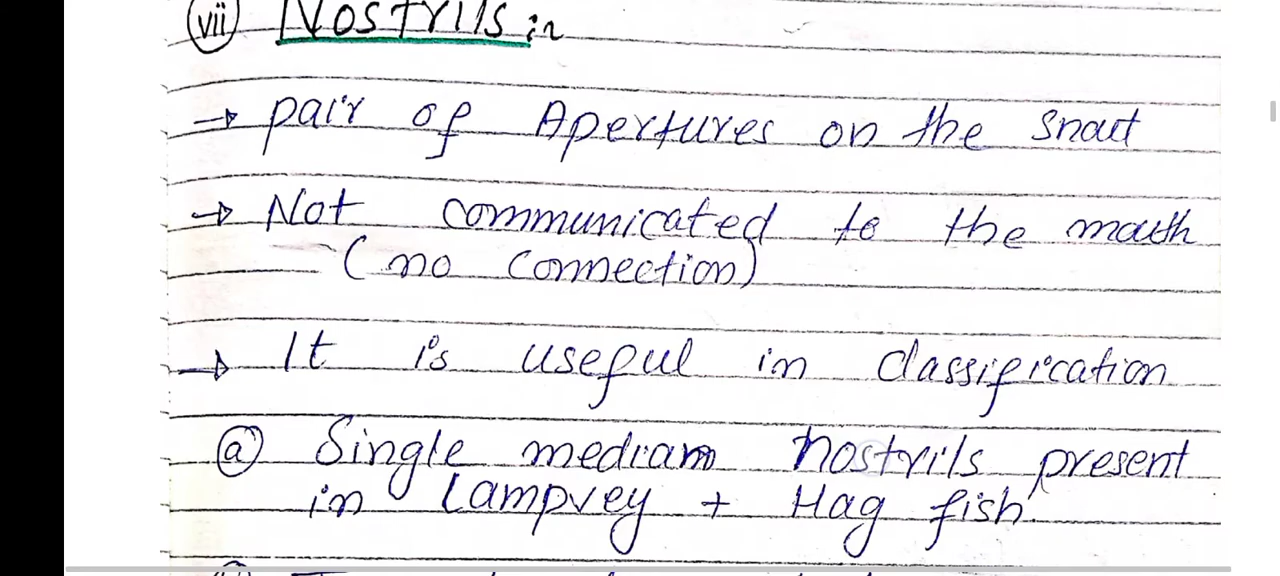 (vii) Nostrils :-
→ pair of Apertures on the Snout
→ Not communicated to the mouth
(no connection)
→ It is useful in classification
(a) Single median nostrils present
in Lamprey + Hag fish.